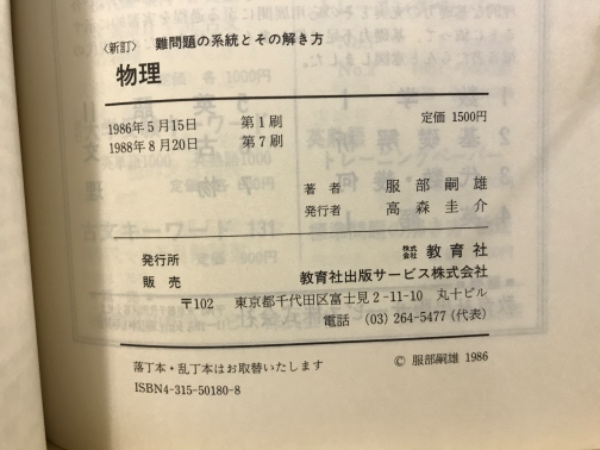 〈新訂〉 難問題の系統とその解き方
物理
1986年5月15日 第1刷 定価 1500円
1988年8月20日 第7刷
著者 服部嗣雄
発行者 高森圭介
発行所 株式会社 教育社
販売 教育社出版サービス株式会社
〒102 東京都千代田区富士見2-11-10 丸十ビル
電話 (03) 264-5477 (代表)
落丁本・乱丁本はお取替いたします © 服部嗣雄 1986
ISBN4-315-50180-8